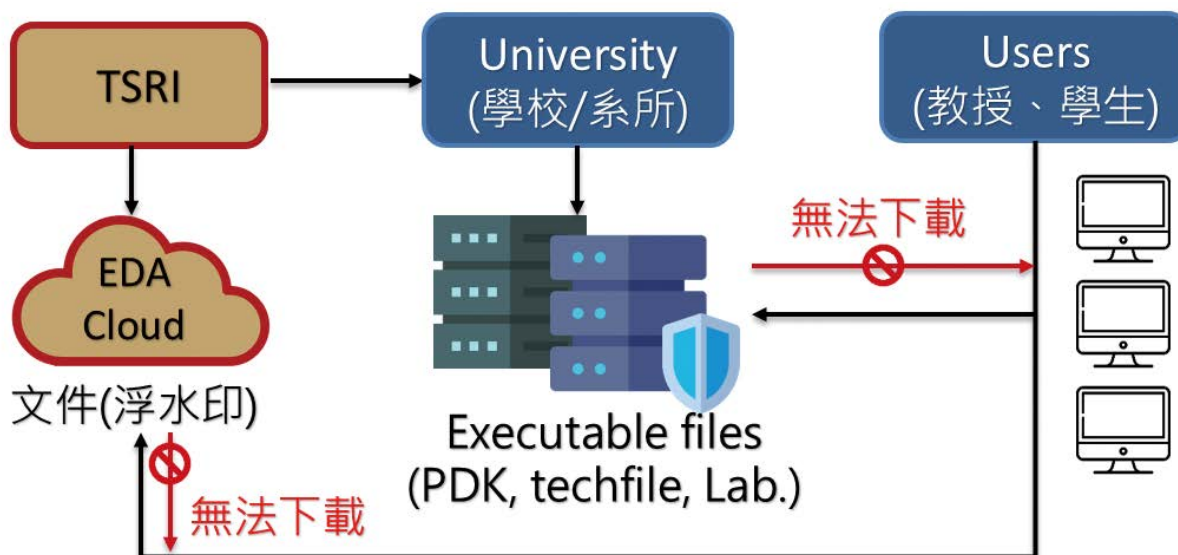 TSRI
University
(學校/系所)
Users
(教授、學生)
EDA
Cloud
文件(浮水印)
無法下載
Executable files
(PDK, techfile, Lab.)
無法下載